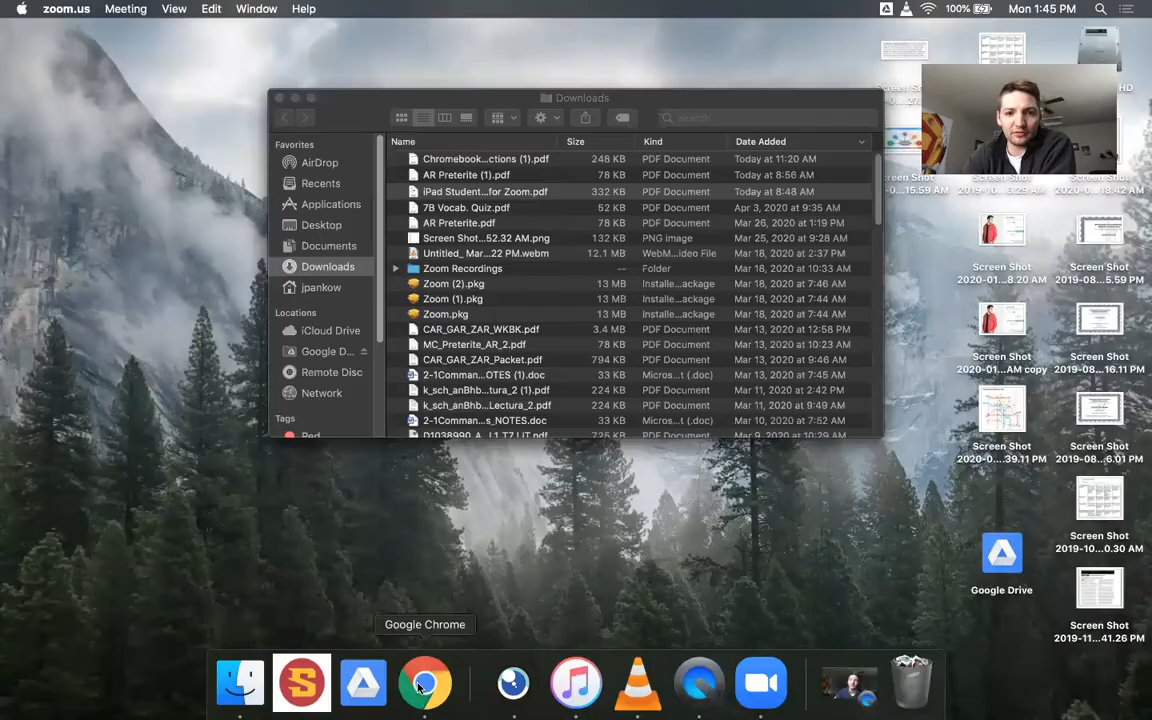 zoom.us Meeting View Edit Window Help 100% Mon 1:45 PM
Downloads
Search
Favorites
AirDrop
Recents
Applications
Desktop
Documents
Downloads
jpankow
Locations
iCloud Drive
Google D...
Remote Disc
Network
Tags
Red
Name Size Kind Date Added
Chromebook...ctions (1).pdf 248 KB PDF Document Today at 11:20 AM
AR Preterite (1).pdf 78 KB PDF Document Today at 8:56 AM
iPad Student...for Zoom.pdf 332 KB PDF Document Today at 8:48 AM
7B Vocab. Quiz.pdf 52 KB PDF Document Apr 3, 2020 at 9:35 AM
AR Preterite.pdf 78 KB PDF Document Mar 26, 2020 at 1:19 PM
Screen Shot...52.32 AM.png 132 KB PNG image Mar 25, 2020 at 9:28 AM
Untitled_ Mar...22 PM.webm 12.1 MB WebM...ideo File Mar 18, 2020 at 2:37 PM
Zoom Recordings -- Folder Mar 18, 2020 at 10:33 AM
Zoom (2).pkg 13 MB Installe...ackage Mar 18, 2020 at 7:46 AM
Zoom (1).pkg 13 MB Installe...ackage Mar 18, 2020 at 7:44 AM
Zoom.pkg 13 MB Installe...ackage Mar 18, 2020 at 7:44 AM
CAR_GAR_ZAR_WKBK.pdf 3.4 MB PDF Document Mar 13, 2020 at 12:58 PM
MC_Preterite_AR_2.pdf 78 KB PDF Document Mar 13, 2020 at 10:23 AM
CAR_GAR_ZAR_Packet.pdf 794 KB PDF Document Mar 13, 2020 at 9:46 AM
2-1Comman...OTES (1).doc 33 KB Micros...t (.doc) Mar 13, 2020 at 7:45 AM
k_sch_anBhb...tura_2 (1).pdf 224 KB PDF Document Mar 11, 2020 at 2:42 PM
k_sch_anBhb...Lectura_2.pdf 224 KB PDF Document Mar 11, 2020 at 9:49 AM
2-1Comman...s_NOTES.doc 33 KB Micros...t (.doc) Mar 10, 2020 at 7:52 AM
PDF Document Mar 9, 2020 at 10:29 AM
HD
Screen Shot
2020-01...8.20 AM
Screen Shot
2019-08...5.59 PM
Screen Shot
2020-01...AM copy
Screen Shot
2019-08...16.11 PM
Screen Shot
2020-0....39.11 PM
Screen Shot
2019-08...6.01 PM
Screen Shot
2019-10...0.30 AM
Google Drive
Screen Shot
2019-11...41.26 PM
Google Chrome
S